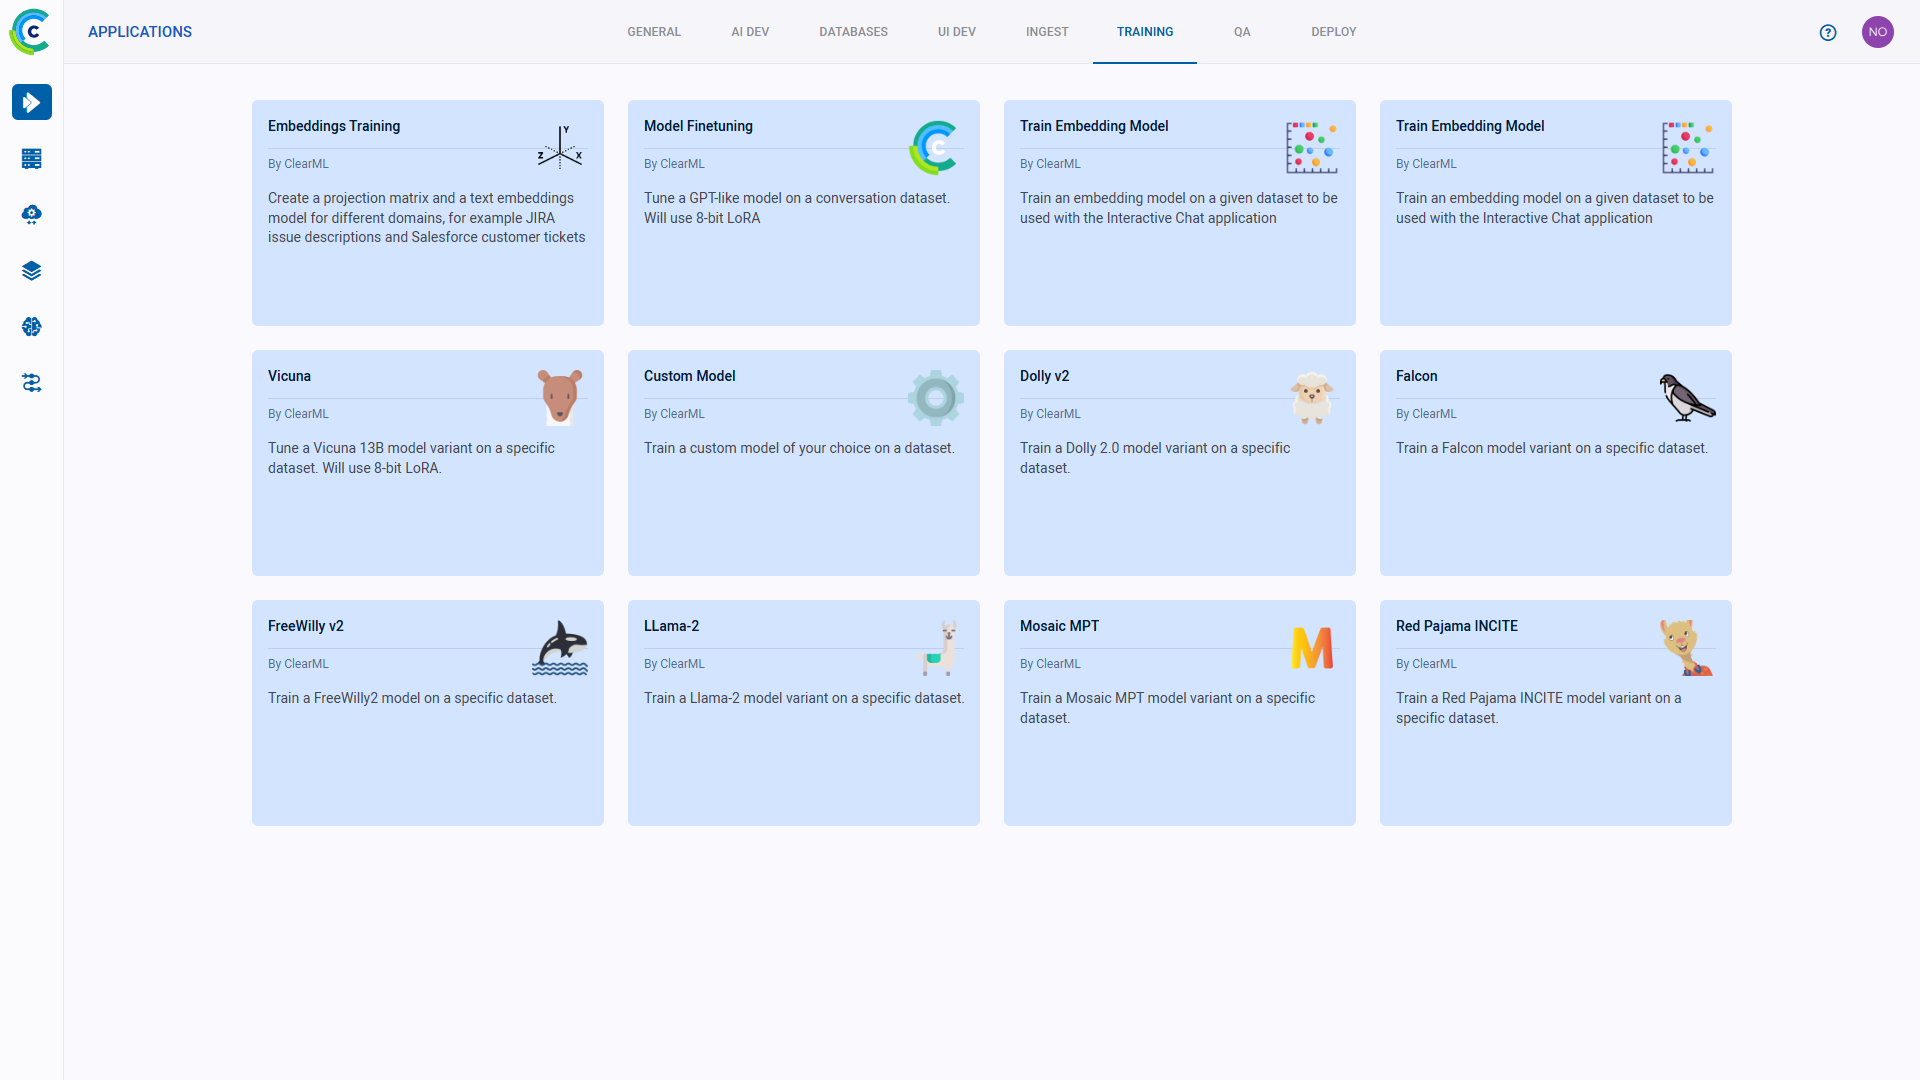 APPLICATIONS
GENERAL
AI DEV
DATABASES
UI DEV
INGEST
TRAINING
QA
DEPLOY
NO
Embeddings Training
By ClearML
Y
Z
X
Create a projection matrix and a text embeddings
model for different domains, for example JIRA
issue descriptions and Salesforce customer tickets
Model Finetuning
By ClearML
Tune a GPT-like model on a conversation dataset.
Will use 8-bit LoRA
Train Embedding Model
By ClearML
Train an embedding model on a given dataset to be
used with the Interactive Chat application
Train Embedding Model
By ClearML
Train an embedding model on a given dataset to be
used with the Interactive Chat application
Vicuna
By ClearML
Tune a Vicuna 13B model variant on a specific
dataset. Will use 8-bit LoRA.
Custom Model
By ClearML
Train a custom model of your choice on a dataset.
Dolly v2
By ClearML
Train a Dolly 2.0 model variant on a specific
dataset.
Falcon
By ClearML
Train a Falcon model variant on a specific dataset.
FreeWilly v2
By ClearML
Train a FreeWilly2 model on a specific dataset.
LLama-2
By ClearML
Train a Llama-2 model variant on a specific dataset.
Mosaic MPT
By ClearML
M
Train a Mosaic MPT model variant on a specific
dataset.
Red Pajama INCITE
By ClearML
Train a Red Pajama INCITE model variant on a
specific dataset.